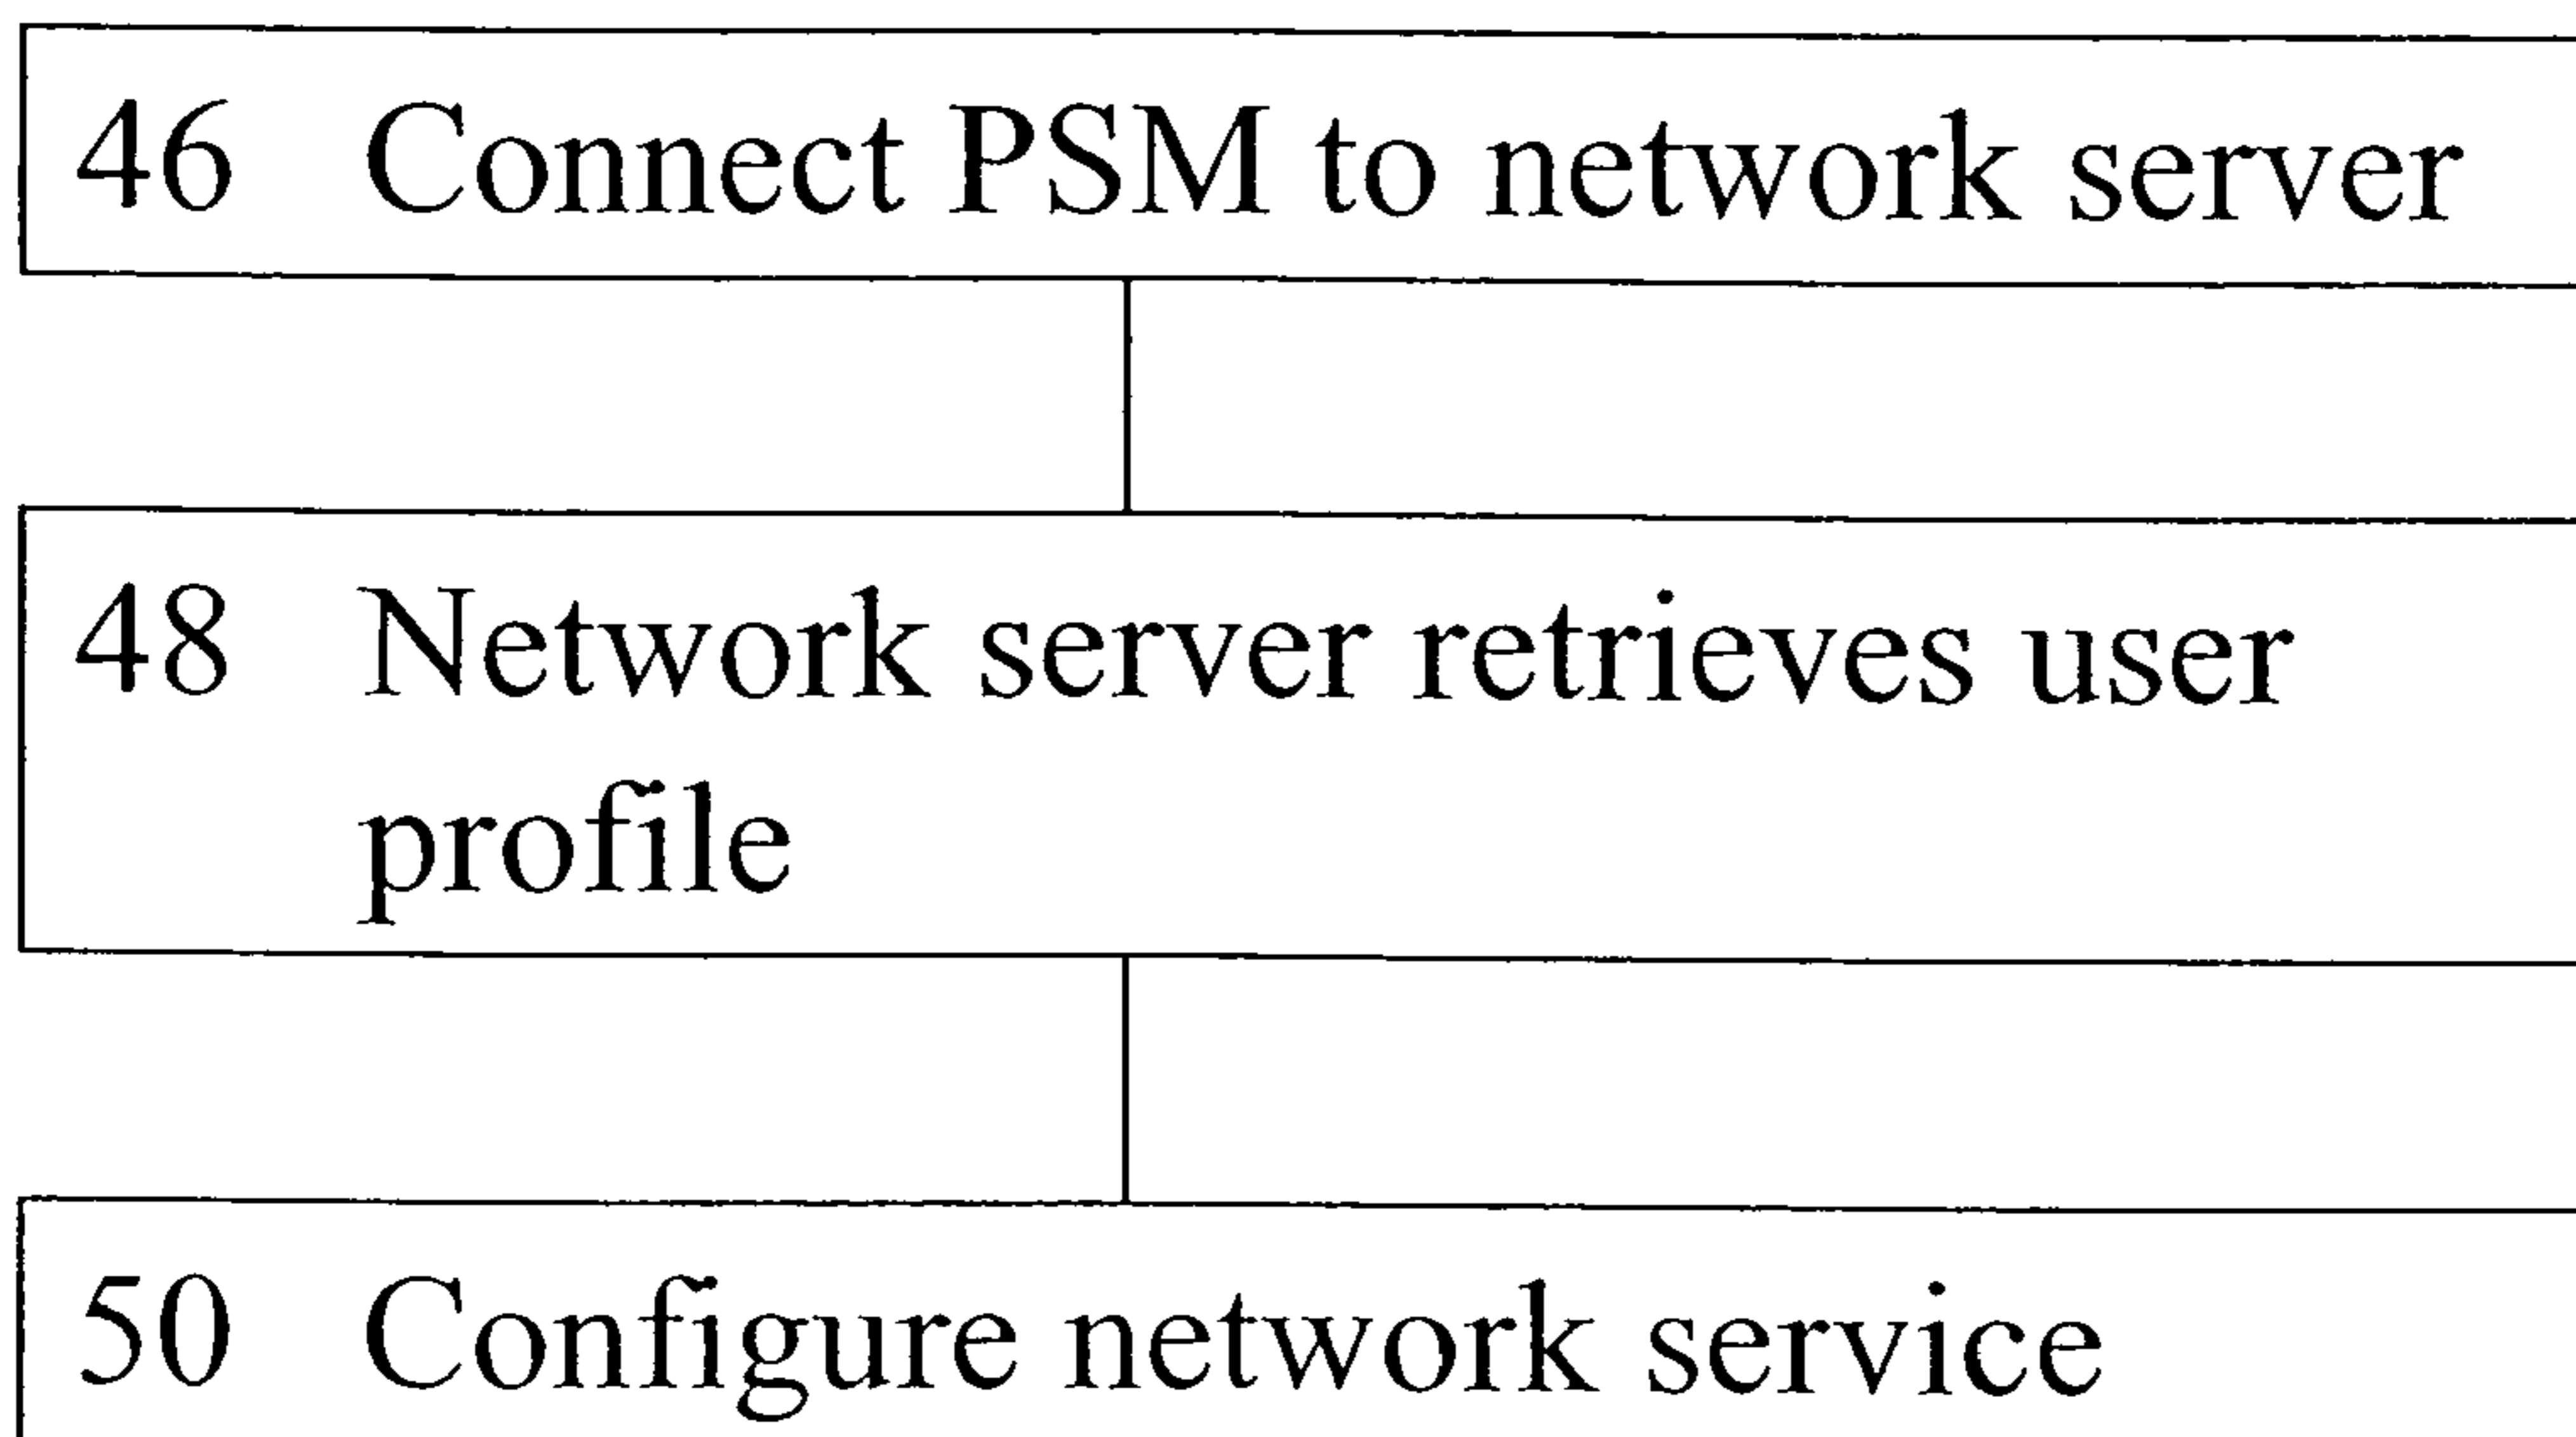 46 Connect PSM to network server
48 Network server retrieves user
profile
50 Configure network service